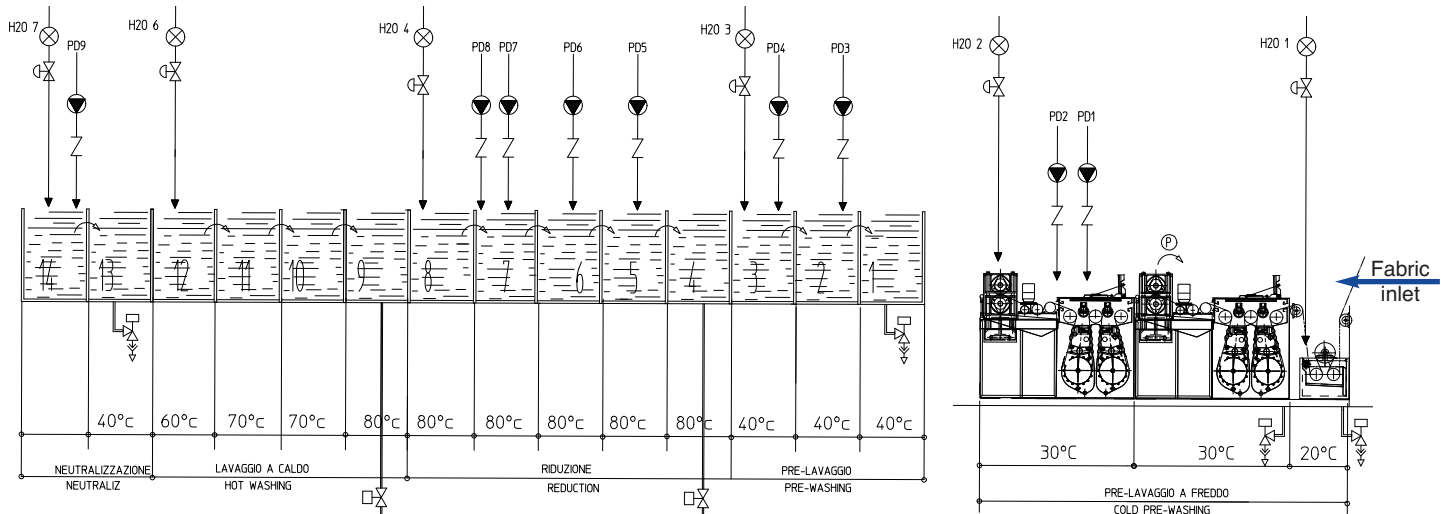 H2O 7
PD9
H2O 6
H2O 4
PD8
PD7
PD6
PD5
H2O 3
PD4
PD3
H2O 2
PD2
PD1
H2O 1
P
Fabric
inlet
14
13
12
11
10
9
8
7
6
5
4
3
2
1
40°C
60°C
70°C
70°C
80°C
80°C
80°C
80°C
80°C
80°C
40°C
40°C
40°C
30°C
30°C
20°C
NEUTRALIZZAZIONE
NEUTRALIZ
LAVAGGIO A CALDO
HOT WASHING
RIDUZIONE
REDUCTION
PRE-LAVAGGIO
PRE-WASHING
PRE-LAVAGGIO A FREDDO
COLD PRE-WASHING